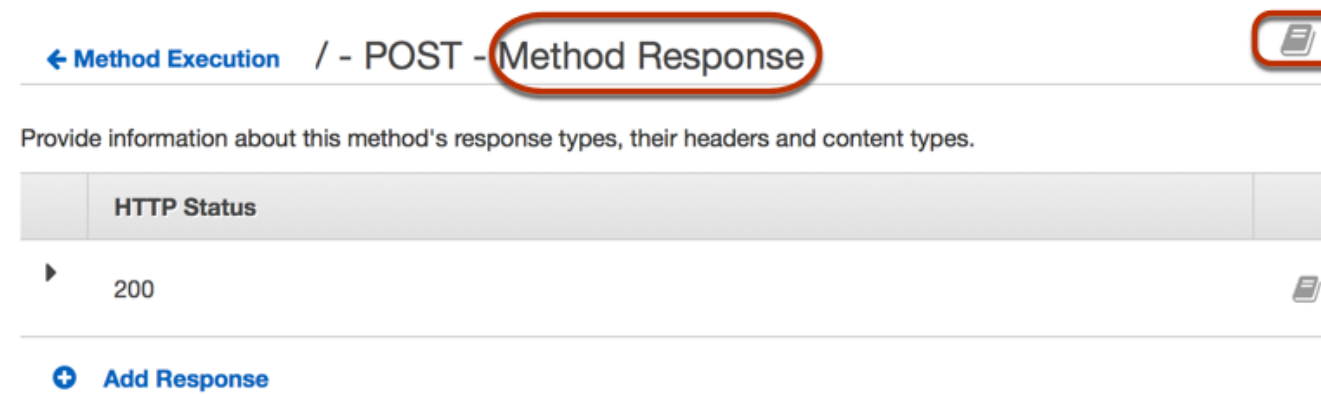 Method Execution / - POST - Method Response
Provide information about this method's response types, their headers and content types.
HTTP Status
200
Add Response